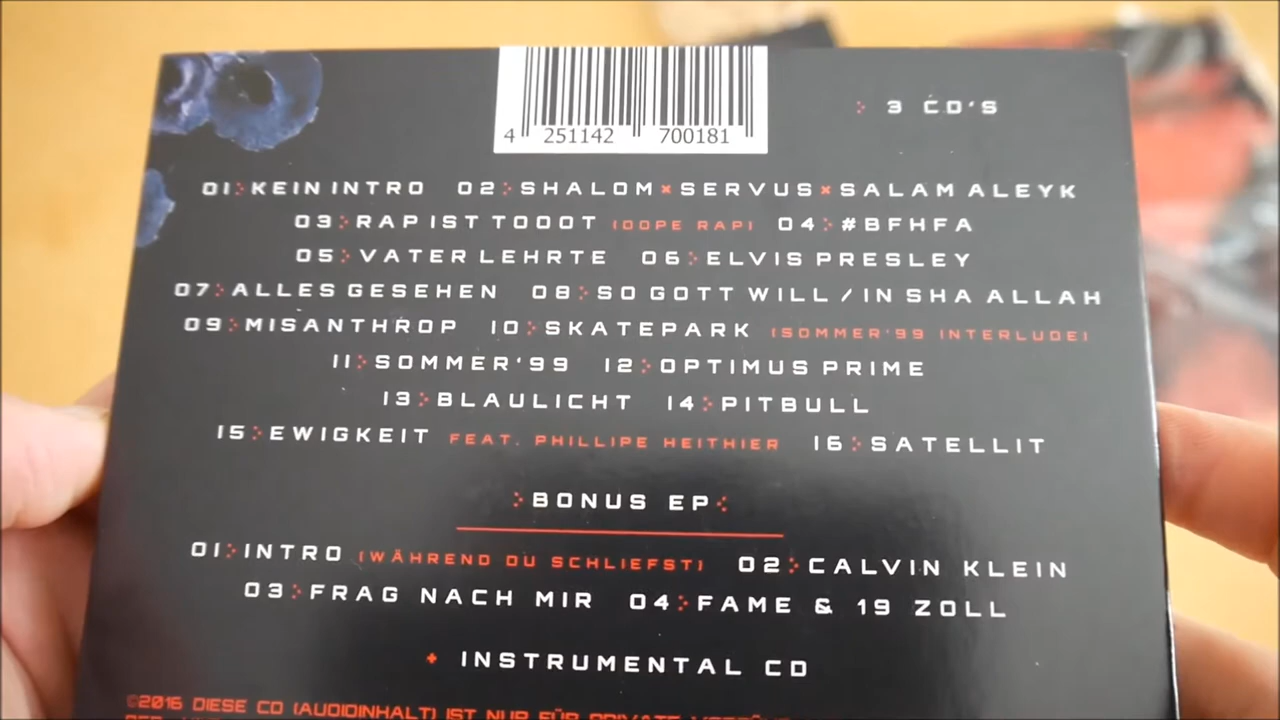 4 251142 700181
3 CD'S
01 KEIN INTRO 02 SHALOM × SERVUS × SALAM ALEYK
03 RAP IST TOOOT (DOPE RAP) 04 #BFHFA
05 VATER LEHRTE 06 ELVIS PRESLEY
07 ALLES GESEHEN 08 SO GOTT WILL / IN SHA ALLAH
09 MISANTHROP 10 SKATEPARK (SOMMER'99 INTERLUDE)
11 SOMMER'99 12 OPTIMUS PRIME
13 BLAULICHT 14 PITBULL
15 EWIGKEIT FEAT. PHILLIPE HEITHIER 16 SATELLIT
BONUS EP
01 INTRO (WÄHREND DU SCHLIEFST) 02 CALVIN KLEIN
03 FRAG NACH MIR 04 FAME & 19 ZOLL
+ INSTRUMENTAL CD
©2016 DIESE CD (AUDIOINHALT) IST NUR FÜR PRIVATE